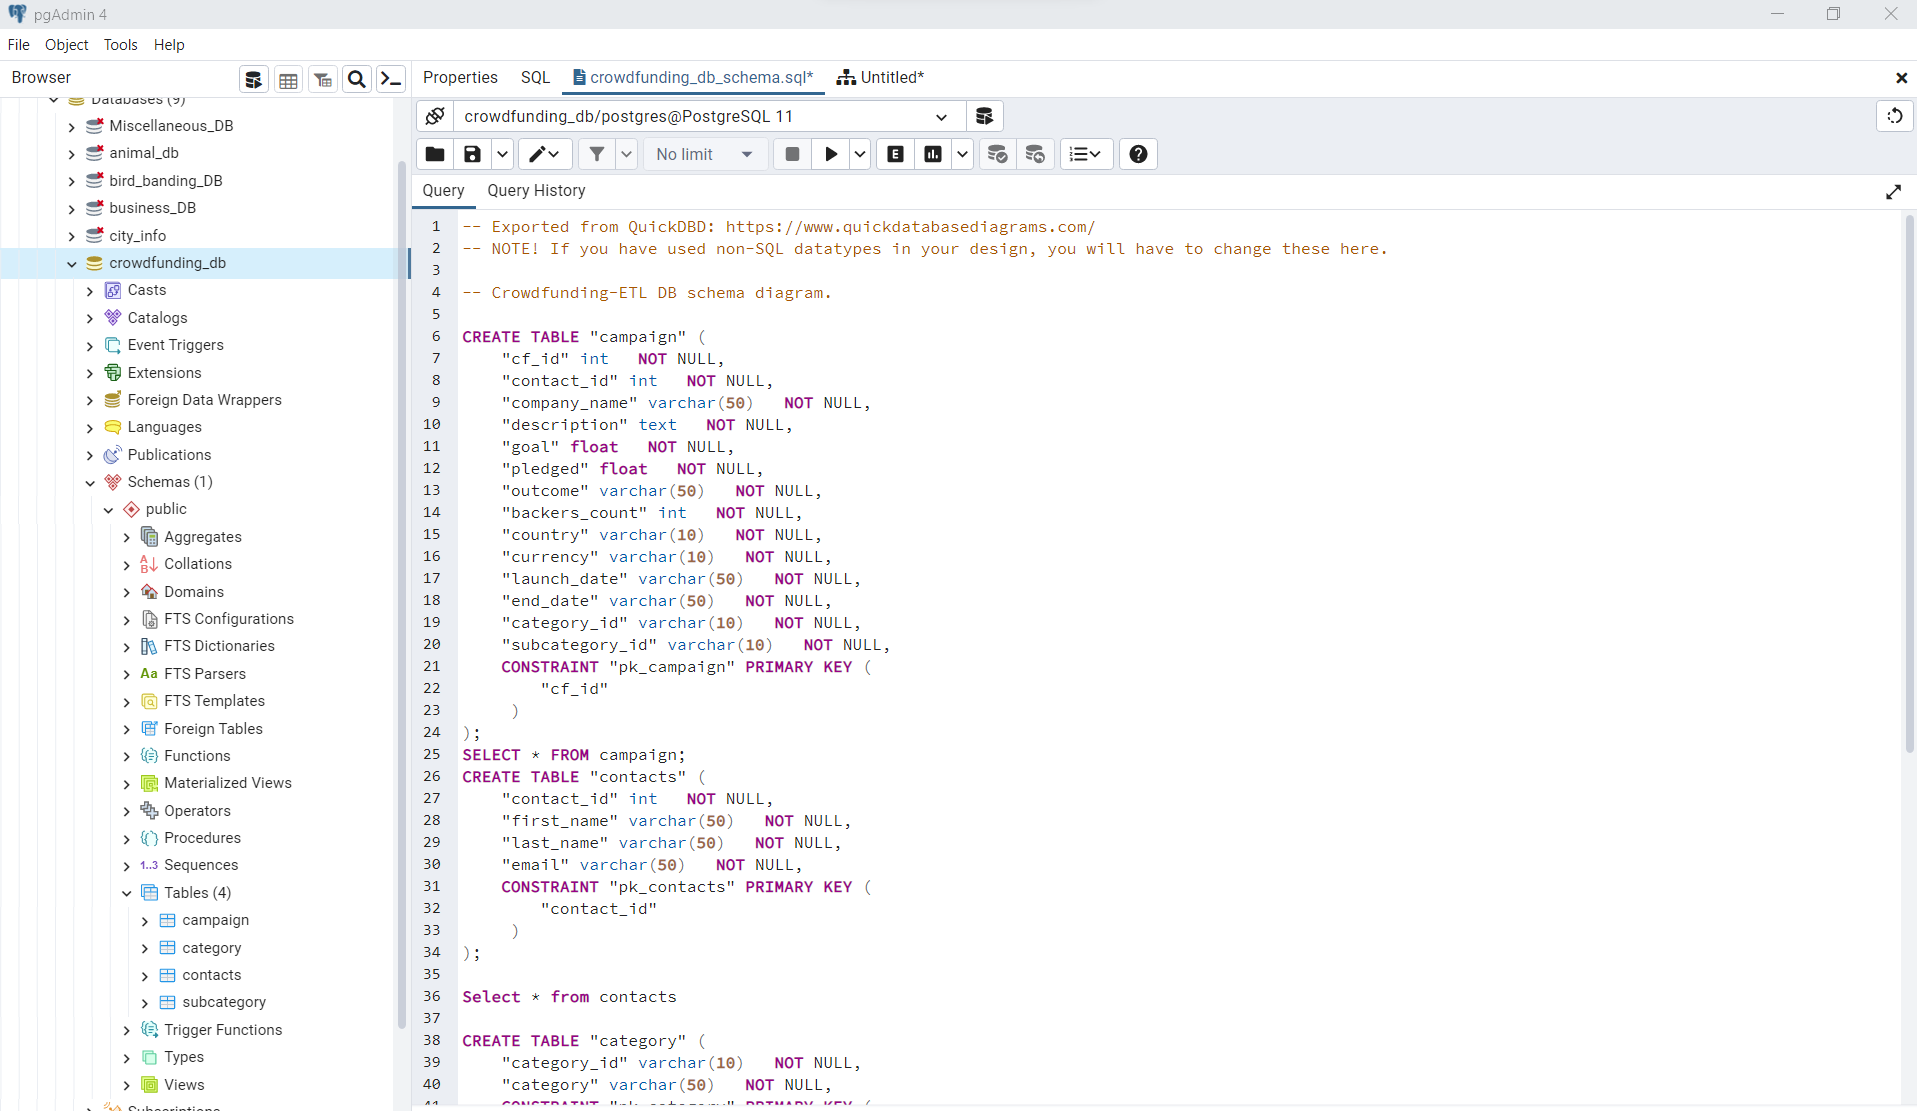 pgAdmin 4
File Object Tools Help
Browser
Properties SQL crowdfunding_db_schema.sql* Untitled*
Databases (9)
Miscellaneous_DB
animal_db
bird_banding_DB
business_DB
city_info
crowdfunding_db
Casts
Catalogs
Event Triggers
Extensions
Foreign Data Wrappers
Languages
Publications
Schemas (1)
public
Aggregates
Collations
Domains
FTS Configurations
FTS Dictionaries
Aa FTS Parsers
FTS Templates
Foreign Tables
Functions
Materialized Views
Operators
Procedures
1..3 Sequences
Tables (4)
campaign
category
contacts
subcategory
Trigger Functions
Types
Views
Subscriptions
crowdfunding_db/postgres@PostgreSQL 11
No limit
E
Query Query History
1 -- Exported from QuickDBD: https://www.quickdatabasediagrams.com/
2 -- NOTE! If you have used non-SQL datatypes in your design, you will have to change these here.
3
4 -- Crowdfunding-ETL DB schema diagram.
5
6 CREATE TABLE "campaign" (
7 "cf_id" int NOT NULL,
8 "contact_id" int NOT NULL,
9 "company_name" varchar(50) NOT NULL,
10 "description" text NOT NULL,
11 "goal" float NOT NULL,
12 "pledged" float NOT NULL,
13 "outcome" varchar(50) NOT NULL,
14 "backers_count" int NOT NULL,
15 "country" varchar(10) NOT NULL,
16 "currency" varchar(10) NOT NULL,
17 "launch_date" varchar(50) NOT NULL,
18 "end_date" varchar(50) NOT NULL,
19 "category_id" varchar(10) NOT NULL,
20 "subcategory_id" varchar(10) NOT NULL,
21 CONSTRAINT "pk_campaign" PRIMARY KEY (
22 "cf_id"
23 )
24 );
25 SELECT * FROM campaign;
26 CREATE TABLE "contacts" (
27 "contact_id" int NOT NULL,
28 "first_name" varchar(50) NOT NULL,
29 "last_name" varchar(50) NOT NULL,
30 "email" varchar(50) NOT NULL,
31 CONSTRAINT "pk_contacts" PRIMARY KEY (
32 "contact_id"
33 )
34 );
35
36 Select * from contacts
37
38 CREATE TABLE "category" (
39 "category_id" varchar(10) NOT NULL,
40 "category" varchar(50) NOT NULL,
41 CONSTRAINT "pk_category" PRIMARY KEY (